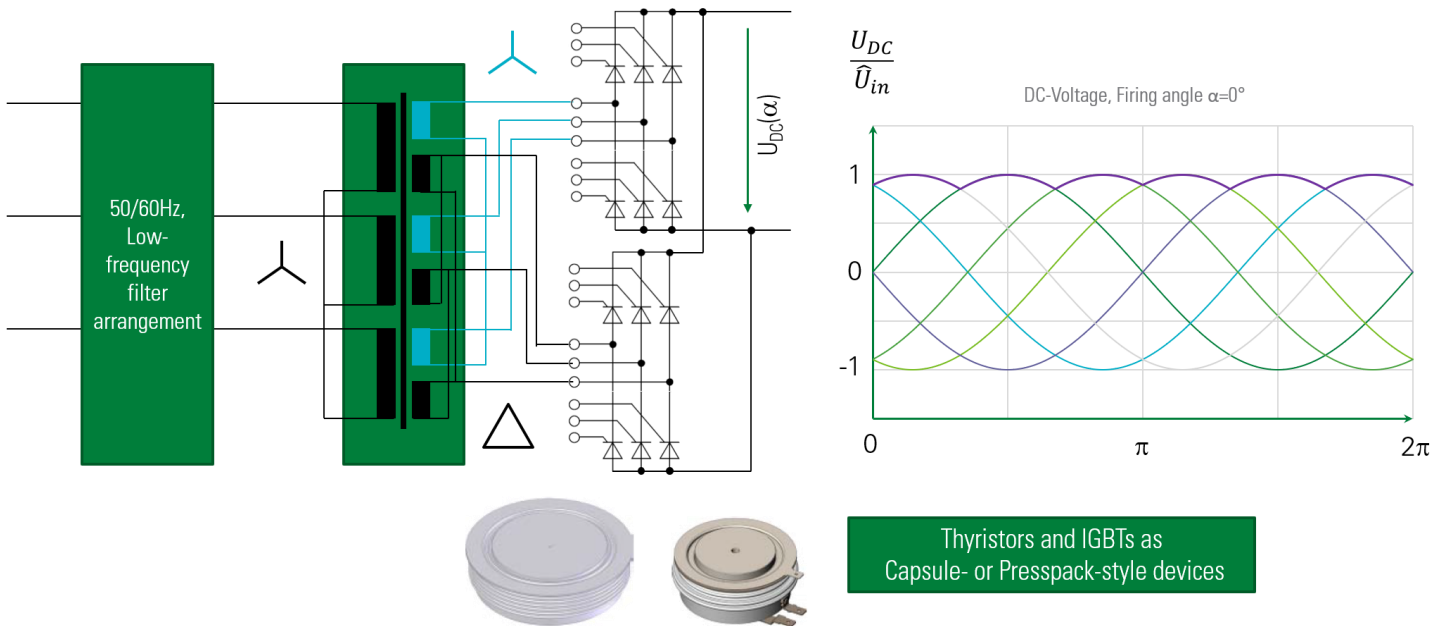 50/60Hz,
Low-
frequency
filter
arrangement
U_DC(α)
U_DC
Û_in
DC-Voltage, Firing angle α=0°
1
0
-1
0
π
2π
Thyristors and IGBTs as
Capsule- or Presspack-style devices